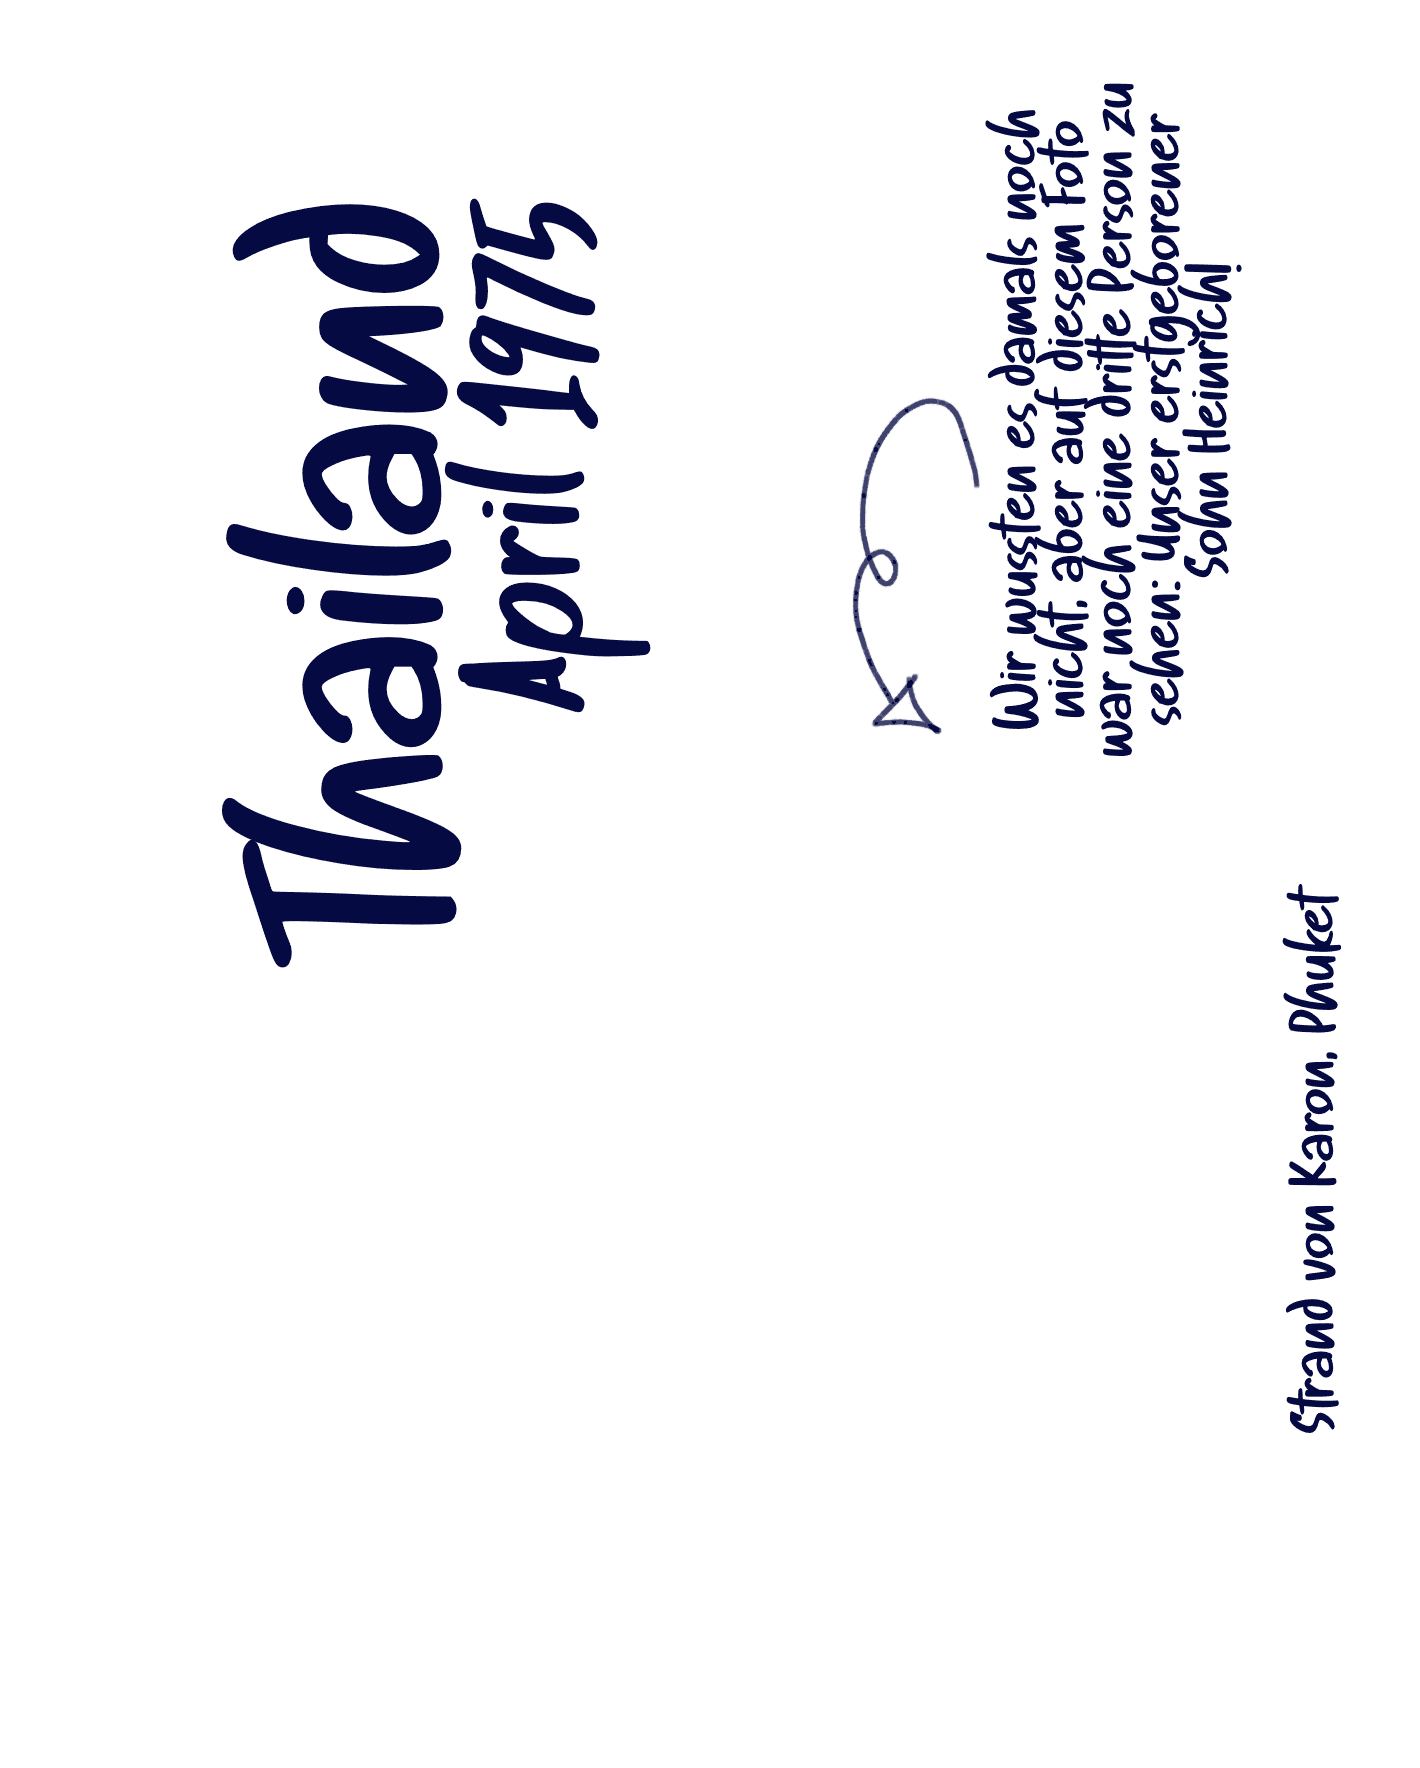 Thailand
April 1975
Wir wussten es damals noch
nicht, aber auf diesem Foto
war noch eine dritte Person zu
sehen: Unser erstgeborener
Sohn Heinrich!
Strand von Karon, Phuket